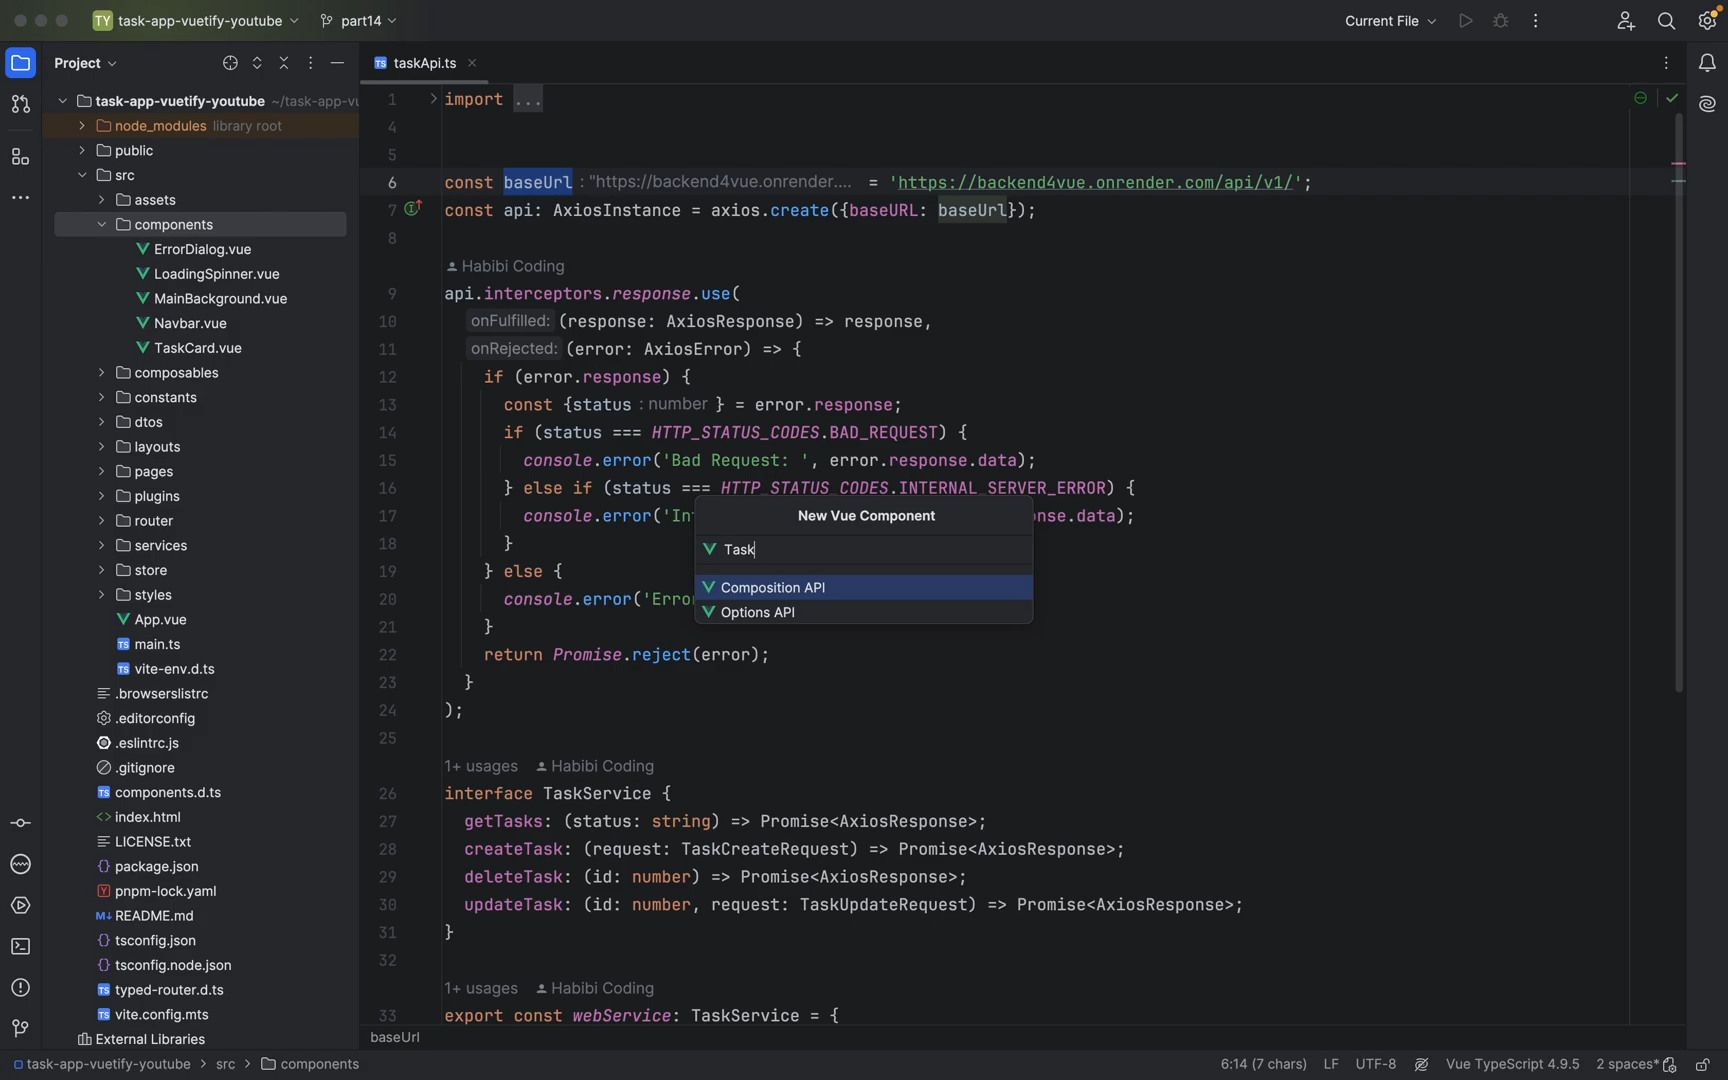 TY task-app-vuetify-youtube part14 Current File
Project
task-app-vuetify-youtube ~/task-app-vu
node_modules library root
public
src
assets
components
ErrorDialog.vue
LoadingSpinner.vue
MainBackground.vue
Navbar.vue
TaskCard.vue
composables
constants
dtos
layouts
pages
plugins
router
services
store
styles
App.vue
TS main.ts
TS vite-env.d.ts
.browserslistrc
.editorconfig
.eslintrc.js
.gitignore
TS components.d.ts
<> index.html
LICENSE.txt
{} package.json
Y pnpm-lock.yaml
M↓ README.md
{} tsconfig.json
{} tsconfig.node.json
TS typed-router.d.ts
TS vite.config.mts
External Libraries
TS taskApi.ts
1 import ...
4
5
6 const baseUrl : "https://backend4vue.onrender.... = 'https://backend4vue.onrender.com/api/v1/';
7 const api: AxiosInstance = axios.create({baseURL: baseUrl});
8
Habibi Coding
9 api.interceptors.response.use(
10 onFulfilled: (response: AxiosResponse) => response,
11 onRejected: (error: AxiosError) => {
12 if (error.response) {
13 const {status : number } = error.response;
14 if (status === HTTP_STATUS_CODES.BAD_REQUEST) {
15 console.error('Bad Request: ', error.response.data);
16 } else if (status === HTTP_STATUS_CODES.INTERNAL_SERVER_ERROR) {
17 console.error('In nse.data);
18 }
19 } else {
20 console.error('Erro
21 }
22 return Promise.reject(error);
23 }
24 );
25
1+ usages Habibi Coding
26 interface TaskService {
27 getTasks: (status: string) => Promise<AxiosResponse>;
28 createTask: (request: TaskCreateRequest) => Promise<AxiosResponse>;
29 deleteTask: (id: number) => Promise<AxiosResponse>;
30 updateTask: (id: number, request: TaskUpdateRequest) => Promise<AxiosResponse>;
31 }
32
1+ usages Habibi Coding
33 export const webService: TaskService = {
New Vue Component
Task
Composition API
Options API
baseUrl
task-app-vuetify-youtube > src > components 6:14 (7 chars) LF UTF-8 Vue TypeScript 4.9.5 2 spaces*